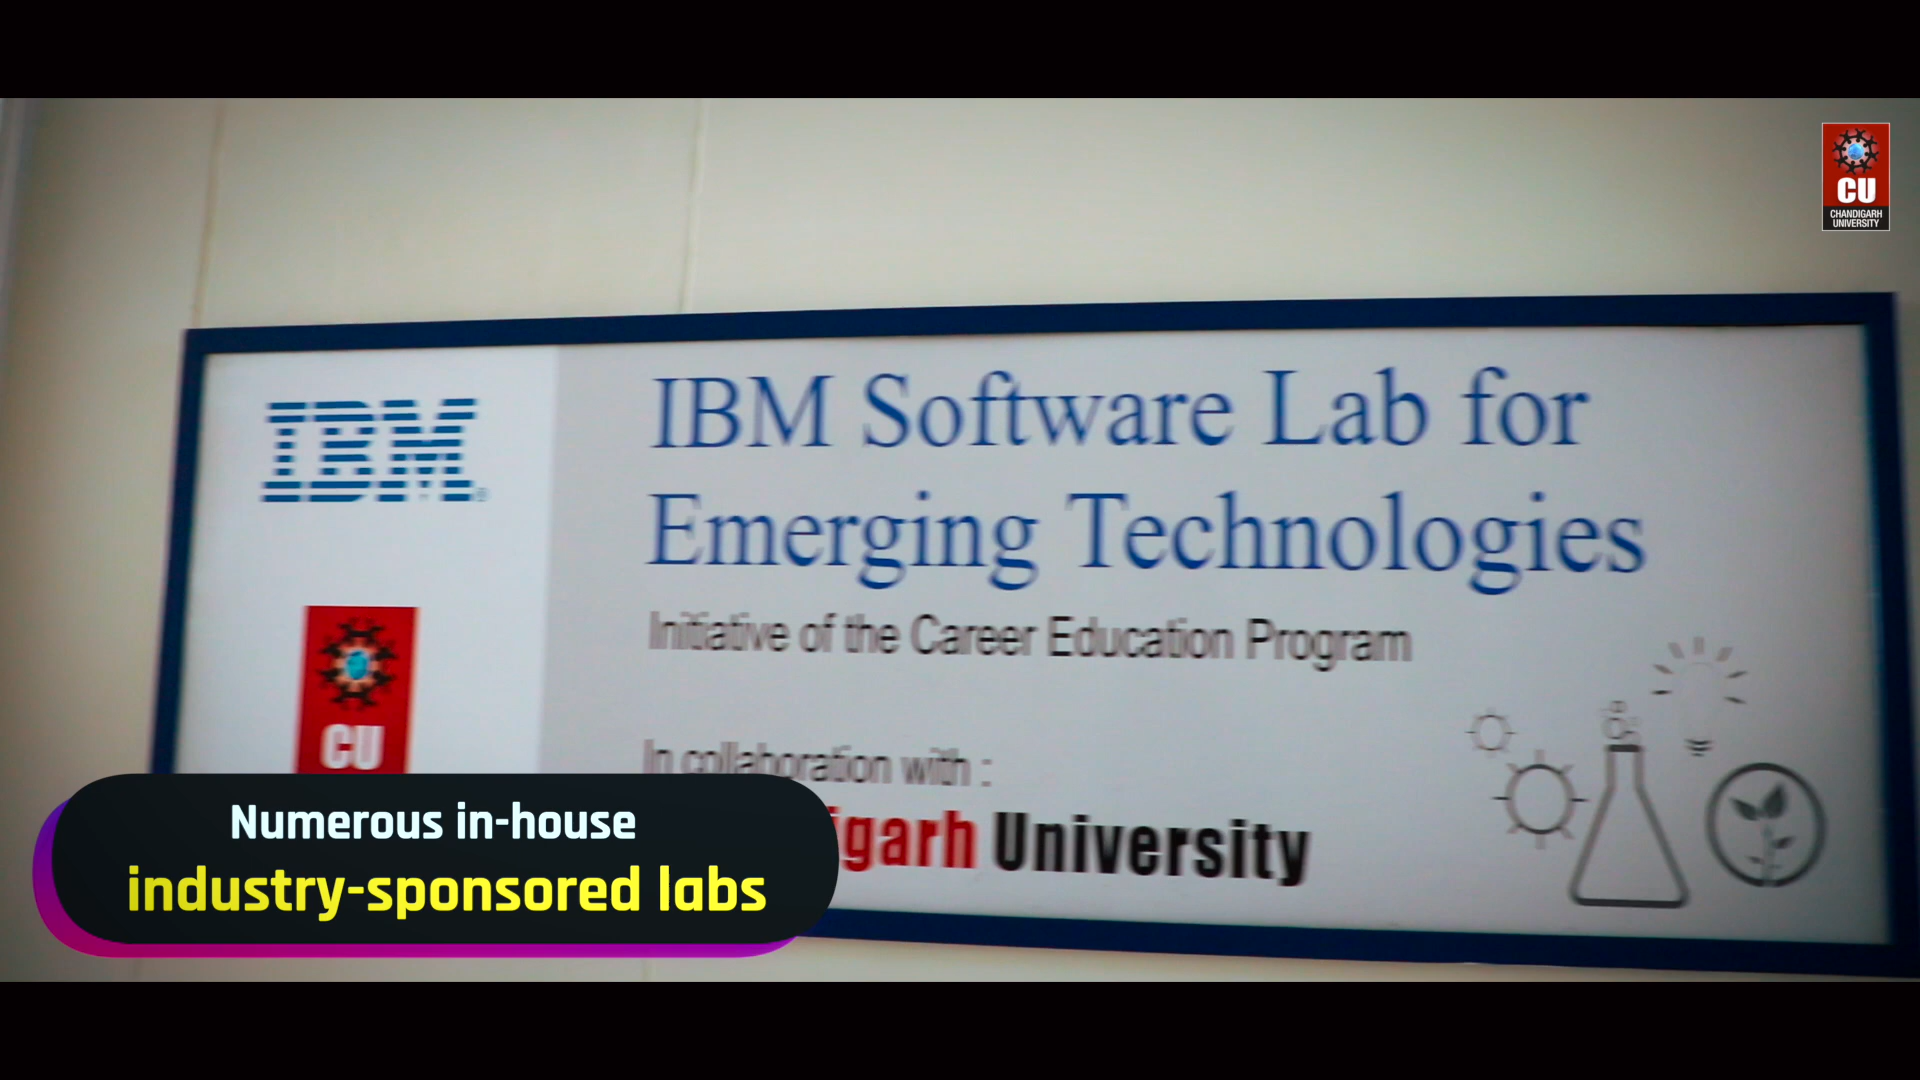 CU
CHANDIGARH
UNIVERSITY
IBM
IBM Software Lab for
Emerging Technologies
Initiative of the Career Education Program
CU
In collaboration with :
igarh University
Numerous in-house
industry-sponsored labs